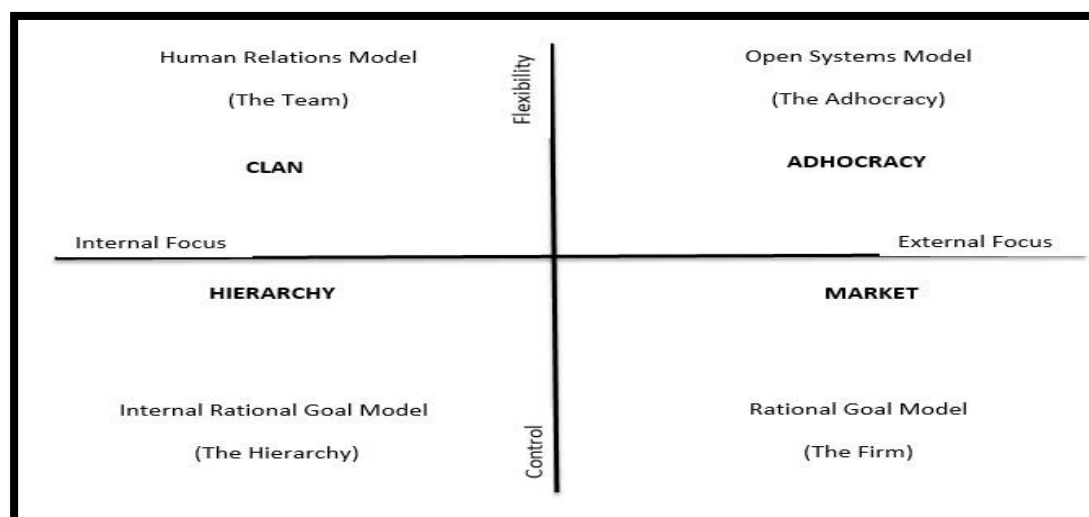 Human Relations Model
(The Team)
CLAN
Flexibility
Open Systems Model
(The Adhocracy)
ADHOCRACY
Internal Focus
External Focus
HIERARCHY
MARKET
Internal Rational Goal Model
(The Hierarchy)
Control
Rational Goal Model
(The Firm)